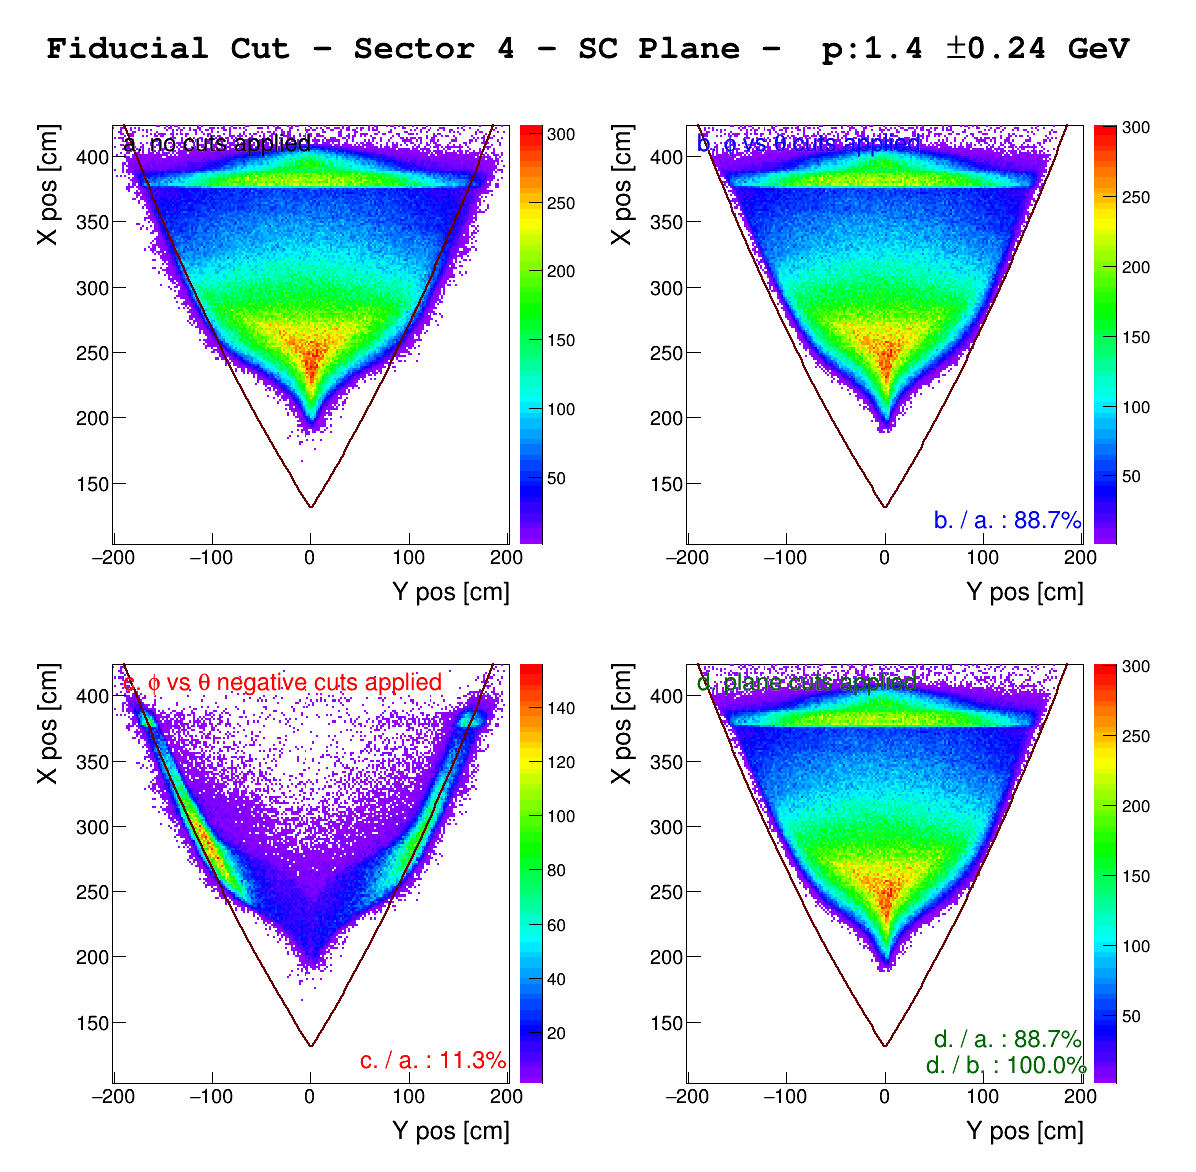 Fiducial Cut – Sector 4 – SC Plane – p:1.4 ±0.24 GeV
a. no cuts applied
X pos [cm]
400
350
300
250
200
150
−200 −100 0 100 200
Y pos [cm]
300
250
200
150
100
50
b. ϕ vs θ cuts applied
X pos [cm]
400
350
300
250
200
150
b. / a. : 88.7%
−200 −100 0 100 200
Y pos [cm]
300
250
200
150
100
50
c. ϕ vs θ negative cuts applied
X pos [cm]
400
350
300
250
200
150
c. / a. : 11.3%
−200 −100 0 100 200
Y pos [cm]
140
120
100
80
60
40
20
d. plane cuts applied
X pos [cm]
400
350
300
250
200
150
d. / a. : 88.7%
d. / b. : 100.0%
−200 −100 0 100 200
Y pos [cm]
300
250
200
150
100
50